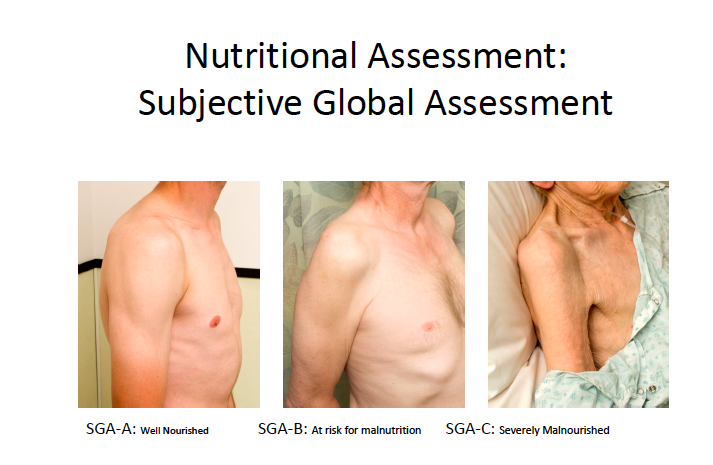 Nutritional Assessment:
Subjective Global Assessment
SGA-A: Well Nourished
SGA-B: At risk for malnutrition
SGA-C: Severely Malnourished